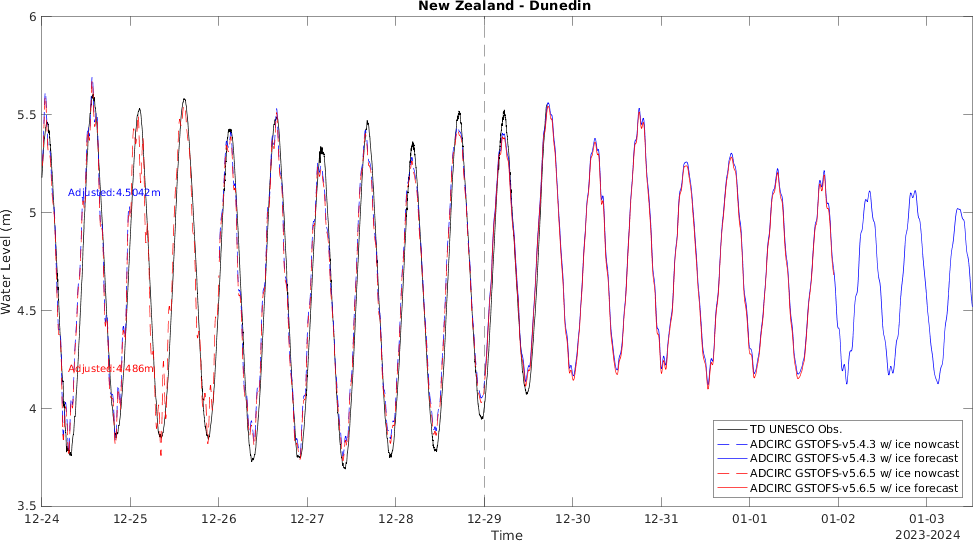 New Zealand - Dunedin
6
5.5
5
4.5
4
3.5
Water Level (m)
Adjusted:4.5042m
Adjusted:4.486m
TD UNESCO Obs.
ADCIRC GSTOFS-v5.4.3 w/ ice nowcast
ADCIRC GSTOFS-v5.4.3 w/ ice forecast
ADCIRC GSTOFS-v5.6.5 w/ ice nowcast
ADCIRC GSTOFS-v5.6.5 w/ ice forecast
12-24 12-25 12-26 12-27 12-28 12-29 12-30 12-31 01-01 01-02 01-03
Time
2023-2024